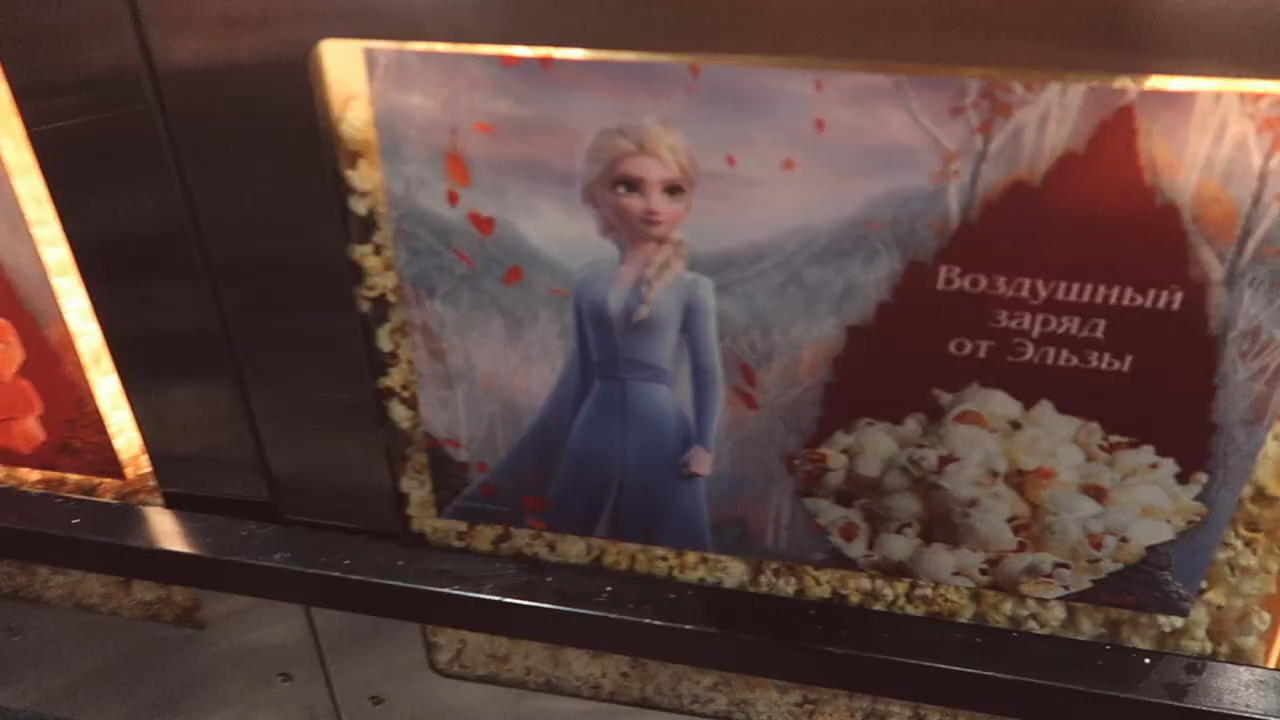 Воздушный
заряд
от Эльзы